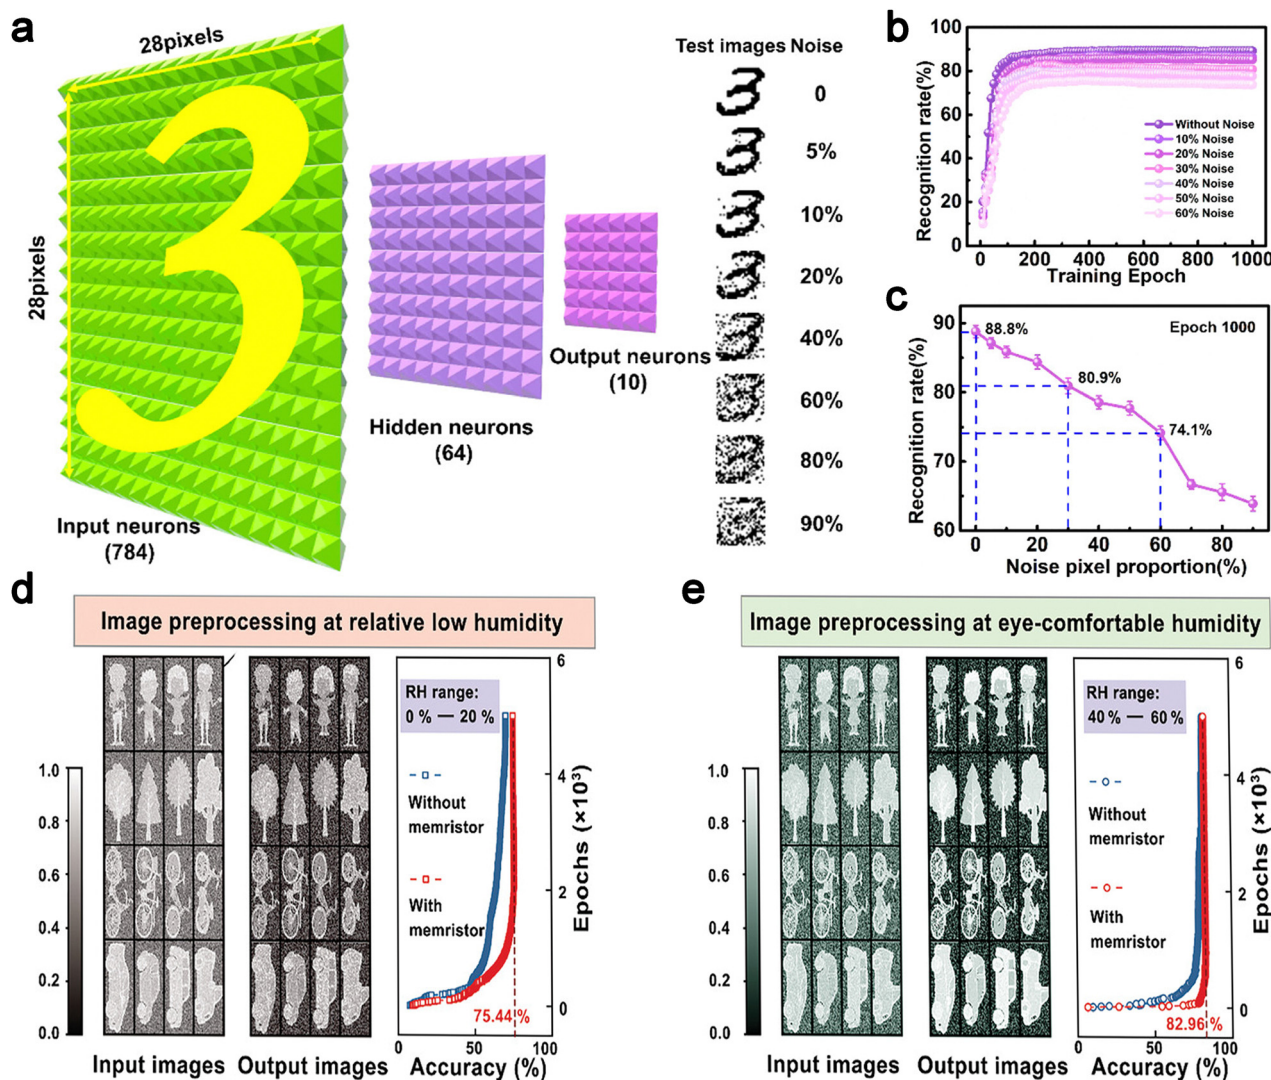 a
28pixels
28pixels
Input neurons
(784)
Hidden neurons
(64)
Output neurons
(10)
Test images Noise
0
5%
10%
20%
40%
60%
80%
90%
b
Recognition rate(%)
100
80
60
40
20
0
Without Noise
10% Noise
20% Noise
30% Noise
40% Noise
50% Noise
60% Noise
0 200 400 600 800 1000
Training Epoch
c
Recognition rate(%)
90
80
70
60
88.8%
Epoch 1000
80.9%
74.1%
0 20 40 60 80
Noise pixel proportion(%)
d
Image preprocessing at relative low humidity
1.0
0.8
0.6
0.4
0.2
0.0
Input images
Output images
RH range:
0 % — 20 %
Without
memristor
With
memristor
75.44 %
6
4
2
0
Epochs (×10³)
0 50 100
Accuracy (%)
e
Image preprocessing at eye-comfortable humidity
1.0
0.8
0.6
0.4
0.2
0.0
Input images
Output images
RH range:
40 % — 60 %
Without
memristor
With
memristor
82.96 %
6
4
2
0
Epochs (×10³)
0 50 100
Accuracy (%)